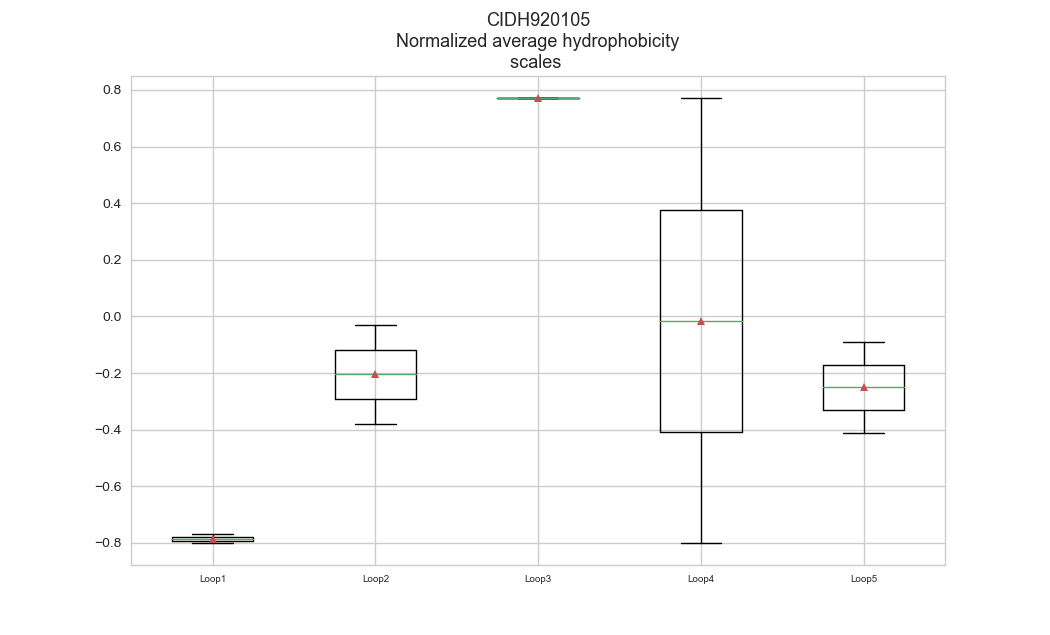 CIDH920105
Normalized average hydrophobicity
scales
0.8
0.6
0.4
0.2
0.0
−0.2
−0.4
−0.6
−0.8
Loop1 Loop2 Loop3 Loop4 Loop5